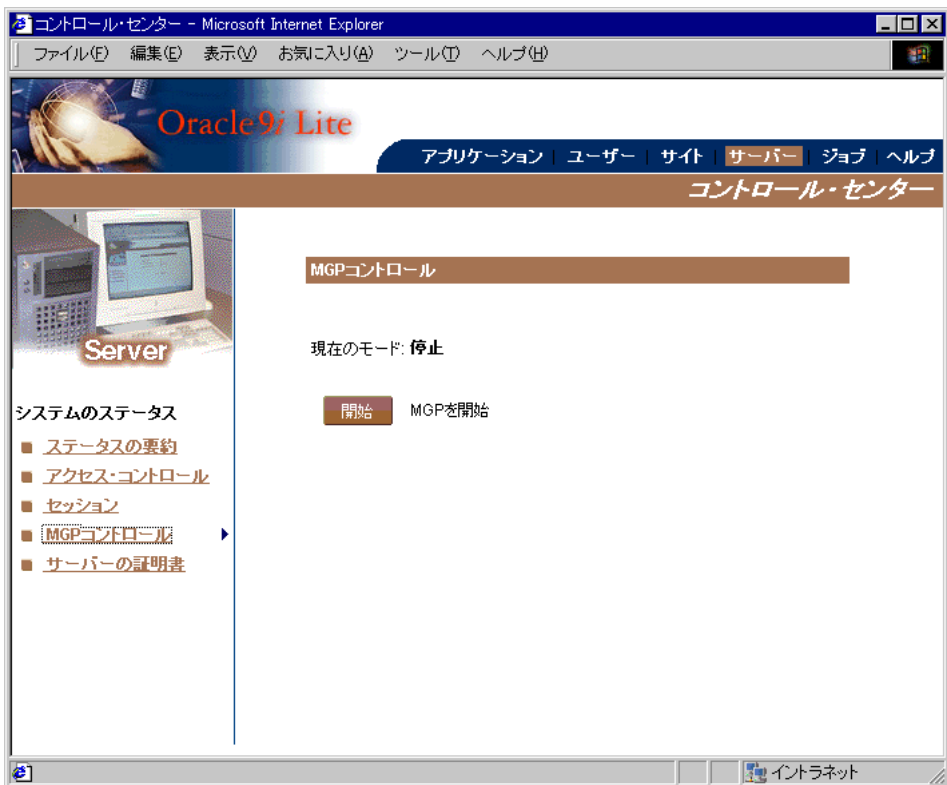 コントロール・センター - Microsoft Internet Explorer
ファイル(F) 編集(E) 表示(V) お気に入り(A) ツール(T) ヘルプ(H)
Oracle9i Lite
アプリケーション ユーザー サイト サーバー ジョブ ヘルプ
コントロール・センター
Server
システムのステータス
ステータスの要約
アクセス・コントロール
セッション
MGPコントロール
サーバーの証明書
MGPコントロール
現在のモード: 停止
開始 MGPを開始
イントラネット